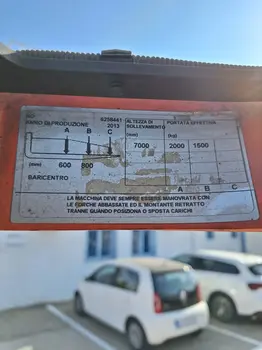 6238441
ANNO DI PRODUZIONE 2013
ALTEZZA DI SOLLEVAMENTO
PORTATA EFFETTIVA
A B C
(mm) (kg)
7000 2000 1500
(mm) 600 800
BARICENTRO
A B C
LA MACCHINA DEVE SEMPRE ESSERE MANOVRATA CON
LE FORCHE ABBASSATE ED IL MONTANTE RETRATTO
TRANNE QUANDO POSIZIONA O SPOSTA CARICHI